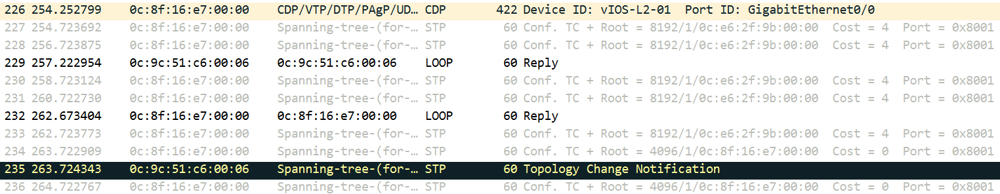 226 254.252799 0c:8f:16:e7:00:00 CDP/VTP/DTP/PAgP/UD… CDP 422 Device ID: vIOS-L2-01 Port ID: GigabitEthernet0/0
227 254.723692 0c:8f:16:e7:00:00 Spanning-tree-(for-… STP 60 Conf. TC + Root = 8192/1/0c:e6:2f:9b:00:00 Cost = 4 Port = 0x8001
228 256.723875 0c:8f:16:e7:00:00 Spanning-tree-(for-… STP 60 Conf. TC + Root = 8192/1/0c:e6:2f:9b:00:00 Cost = 4 Port = 0x8001
229 257.222954 0c:9c:51:c6:00:06 0c:9c:51:c6:00:06 LOOP 60 Reply
230 258.723124 0c:8f:16:e7:00:00 Spanning-tree-(for-… STP 60 Conf. TC + Root = 8192/1/0c:e6:2f:9b:00:00 Cost = 4 Port = 0x8001
231 260.722730 0c:8f:16:e7:00:00 Spanning-tree-(for-… STP 60 Conf. TC + Root = 8192/1/0c:e6:2f:9b:00:00 Cost = 4 Port = 0x8001
232 262.673404 0c:8f:16:e7:00:00 0c:8f:16:e7:00:00 LOOP 60 Reply
233 262.723773 0c:8f:16:e7:00:00 Spanning-tree-(for-… STP 60 Conf. TC + Root = 8192/1/0c:e6:2f:9b:00:00 Cost = 4 Port = 0x8001
234 263.722909 0c:8f:16:e7:00:00 Spanning-tree-(for-… STP 60 Conf. TC + Root = 4096/1/0c:8f:16:e7:00:00 Cost = 0 Port = 0x8001
235 263.724343 0c:9c:51:c6:00:06 Spanning-tree-(for-… STP 60 Topology Change Notification
236 264.722767 0c:8f:16:e7:00:00 Spanning-tree-(for-… STP 60 Conf. TC + Root = 4096/1/0c:8f:16:e7:00:00 Cost = 0 Port = 0x8001